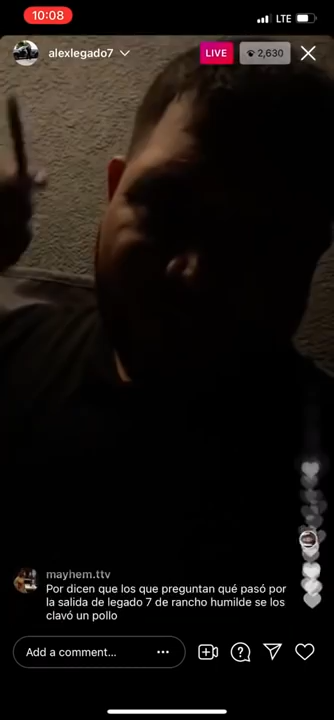 10:08
LTE
alexlegado7
LIVE
2,630
mayhem.ttv
Por dicen que los que preguntan qué pasó por
la salida de legado 7 de rancho humilde se los
clavó un pollo
Add a comment...